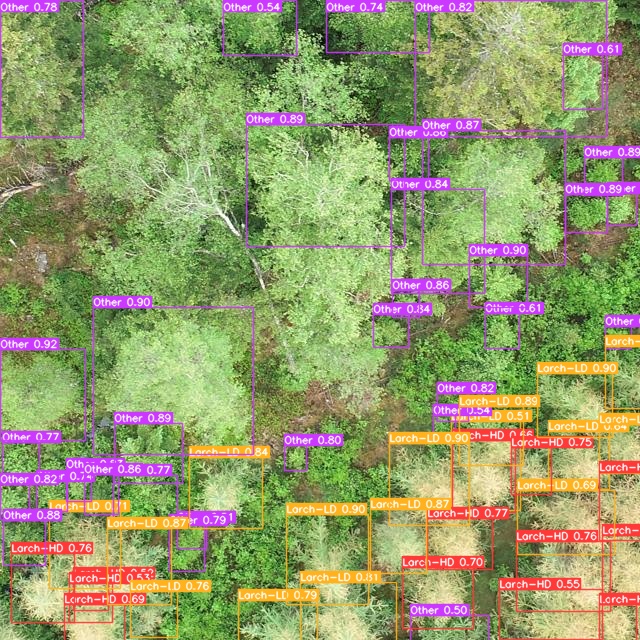 Other 0.78
Other 0.54
Other 0.74
Other 0.82
Other 0.61
Other 0.89
Other 0.87
Other 0.86
Other 0.89
Other 0.84
Other 0.89
Other 0.90
Other 0.86
Other 0.90
Other 0.84
Other 0.61
Other
Larch-
Other 0.92
Larch-LD 0.90
Other 0.82
Larch-LD 0.89
Other 0.54
Other 0.89
Larch-LD 0.90
Other 0.77
Other 0.80
Larch-HD 0.75
Other 0.86
Other 0.82
Larch-LD 0.69
Larch-LD 0.87
Other 0.88
Larch-LD 0.87
Larch-LD 0.90
Larch-HD 0.77
Larch-HD 0.76
Larch-HD 0.76
Larch-HD 0.70
Larch-LD 0.76
Larch-HD 0.55
Larch-HD 0.69
Larch-LD 0.79
Other 0.50